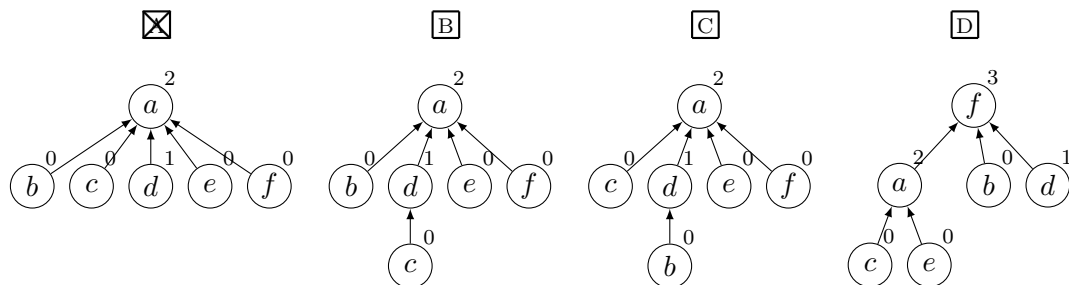 A B C D
2 2 2 3
a a a f
0 0 0 1 0 0 0 1 0 0 0 1 0 0 2 0 1
b c d e f b d e f c d e f a b d
0 0 0 0
c b c e